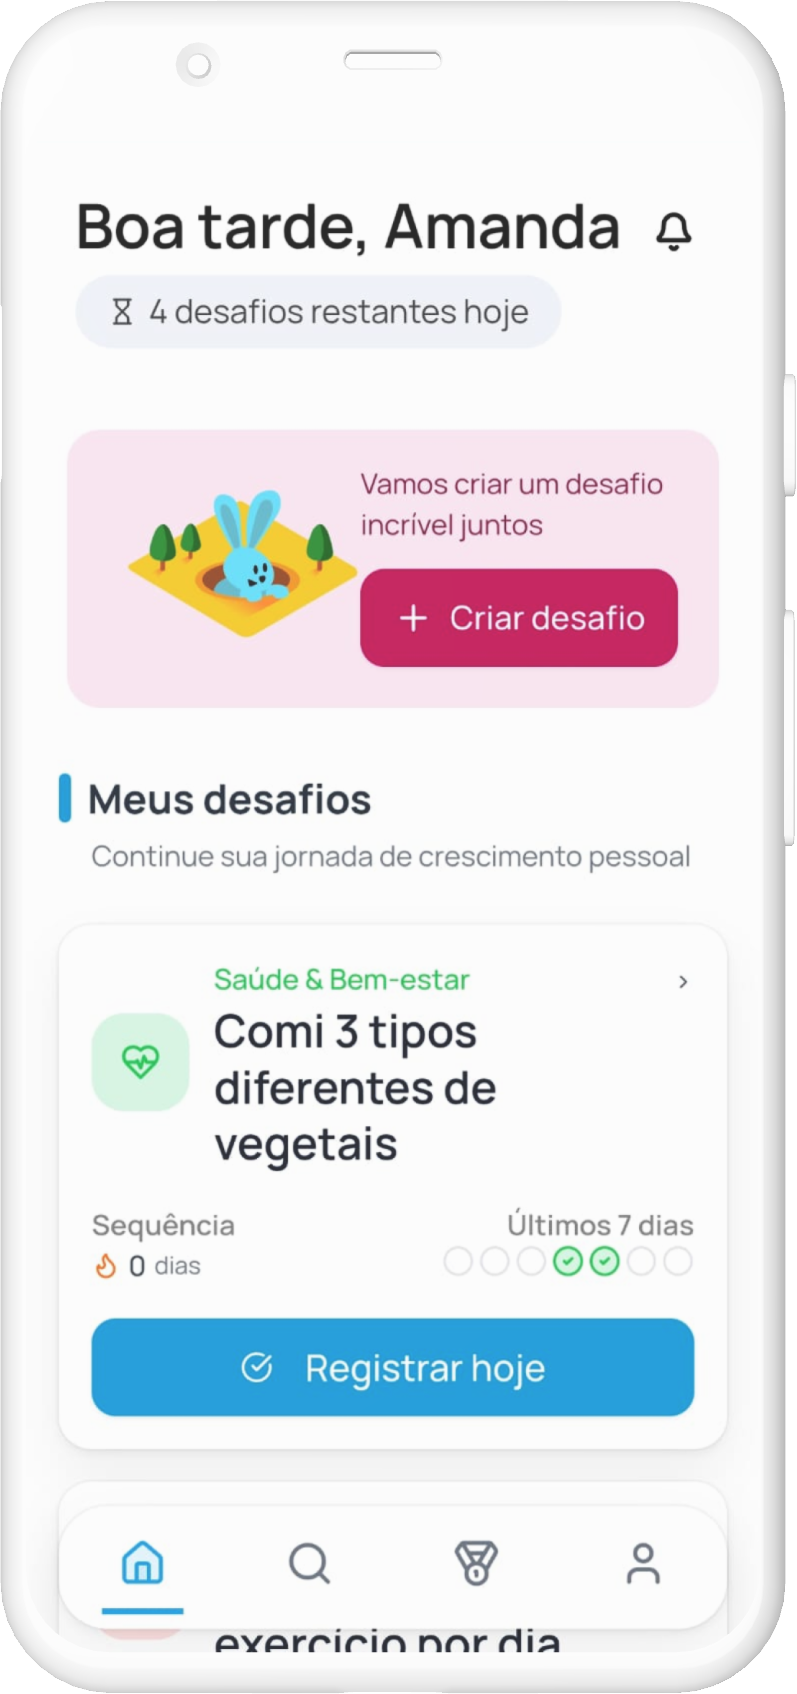 Boa tarde, Amanda
4 desafios restantes hoje
Vamos criar um desafio
incrível juntos
Criar desafio
Meus desafios
Continue sua jornada de crescimento pessoal
Saúde & Bem-estar
Comi 3 tipos
diferentes de
vegetais
Sequência
Últimos 7 dias
0 dias
Registrar hoje
exercício por dia